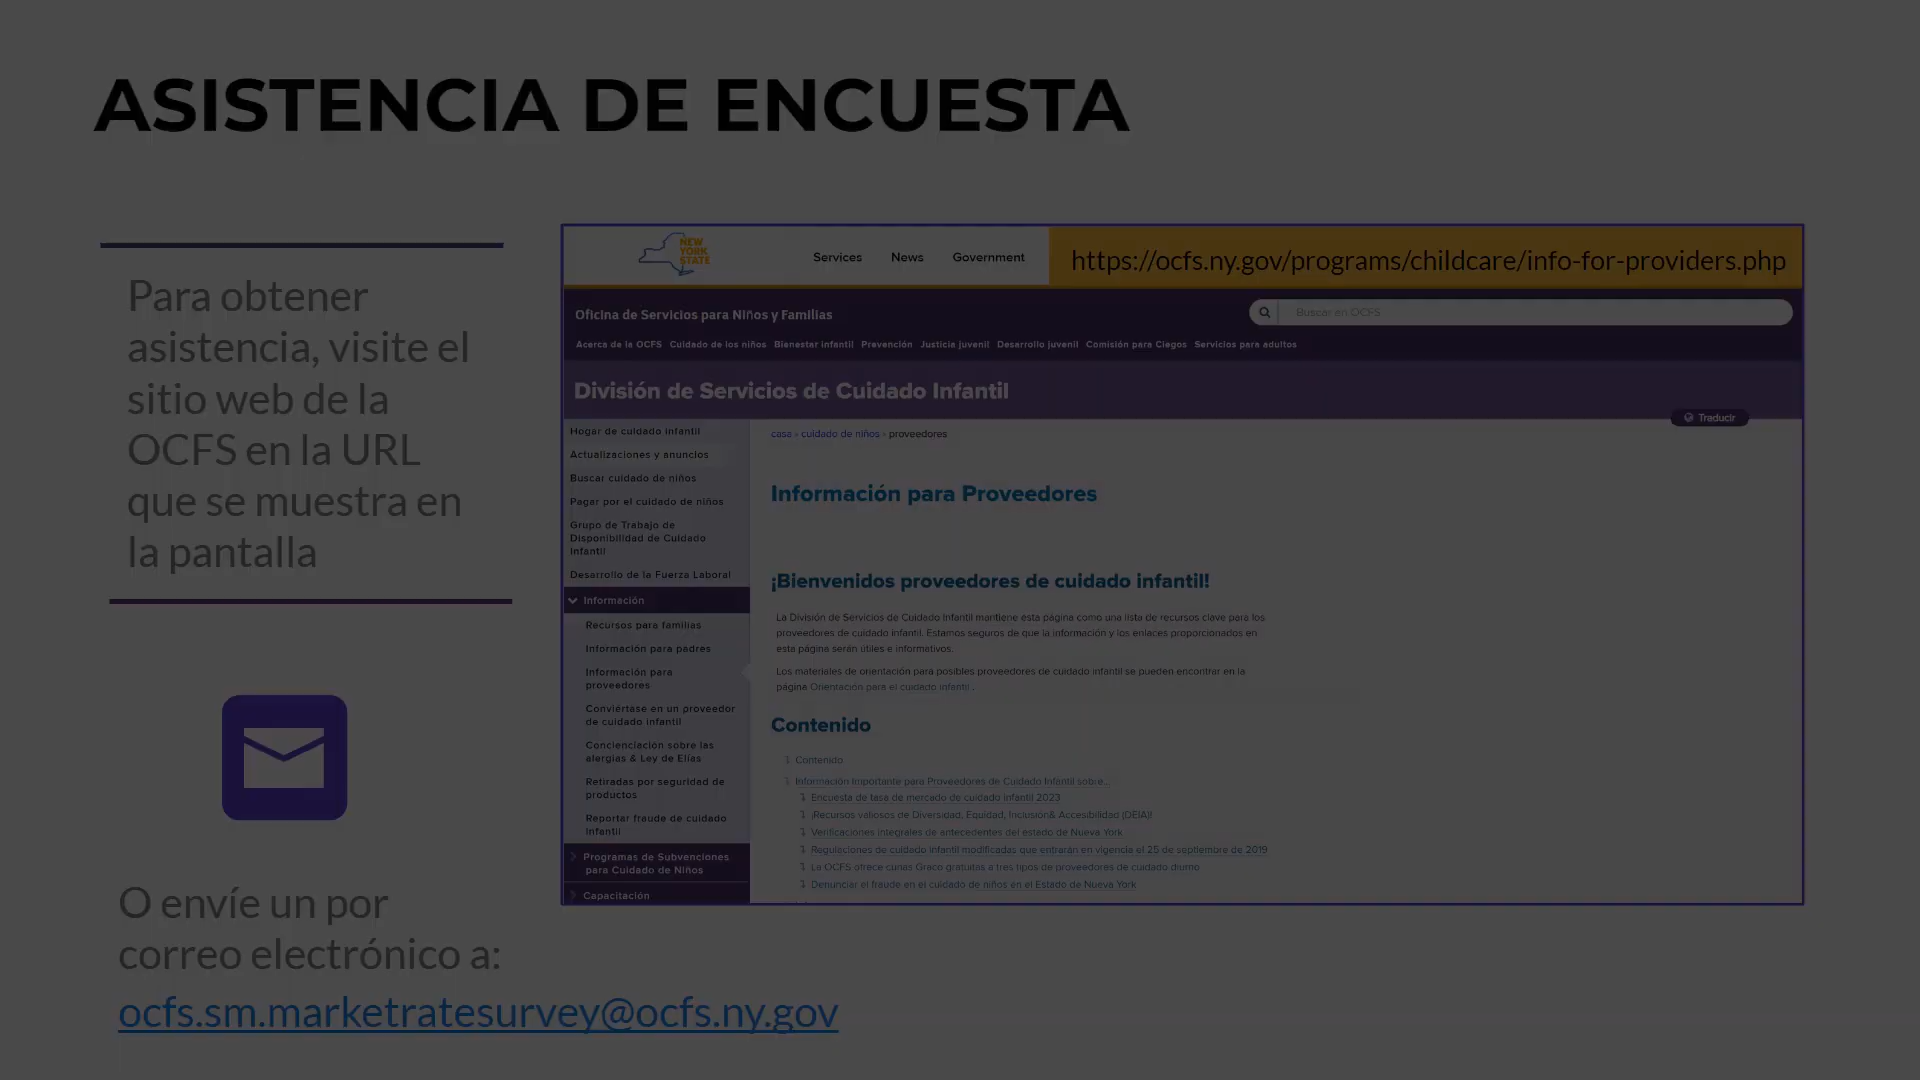 ASISTENCIA DE ENCUESTA
Para obtener
asistencia, visite el
sitio web de la
OCFS en la URL
que se muestra en
la pantalla
O envíe un por
correo electrónico a:
ocfs.sm.marketratesurvey@ocfs.ny.gov
NEW
YORK
STATE
Services News Government
https://ocfs.ny.gov/programs/childcare/info-for-providers.php
Oficina de Servicios para Niños y Familias
Buscar en OCFS
Acerca de la OCFS Cuidado de los niños Bienestar infantil Prevención Justicia juvenil Desarrollo juvenil Comisión para Ciegos Servicios para adultos
División de Servicios de Cuidado Infantil
Traducir
Hogar de cuidado infantil
Actualizaciones y anuncios
Buscar cuidado de niños
Pagar por el cuidado de niños
Grupo de Trabajo de
Disponibilidad de Cuidado
Infantil
Desarrollo de la Fuerza Laboral
Información
Recursos para familias
Información para padres
Información para
proveedores
Conviértase en un proveedor
de cuidado infantil
Concienciación sobre las
alergias & Ley de Elías
Retiradas por seguridad de
productos
Reportar fraude de cuidado
infantil
Programas de Subvenciones
para Cuidado de Niños
Capacitación
casa › cuidado de niños › proveedores
Información para Proveedores
¡Bienvenidos proveedores de cuidado infantil!
La División de Servicios de Cuidado Infantil mantiene esta página como una lista de recursos clave para los
proveedores de cuidado infantil. Estamos seguros de que la información y los enlaces proporcionados en
esta página serán útiles e informativos.
Los materiales de orientación para posibles proveedores de cuidado infantil se pueden encontrar en la
página Orientación para el cuidado infantil .
Contenido
Contenido
Información Importante para Proveedores de Cuidado Infantil sobre...
Encuesta de tasa de mercado de cuidado infantil 2023
¡Recursos valiosos de Diversidad, Equidad, Inclusión& Accesibilidad (DEIA)!
Verificaciones integrales de antecedentes del estado de Nueva York
Regulaciones de cuidado infantil modificadas que entrarán en vigencia el 25 de septiembre de 2019
La OCFS ofrece cunas Graco gratuitas a tres tipos de proveedores de cuidado diurno
Denunciar el fraude en el cuidado de niños en el Estado de Nueva York